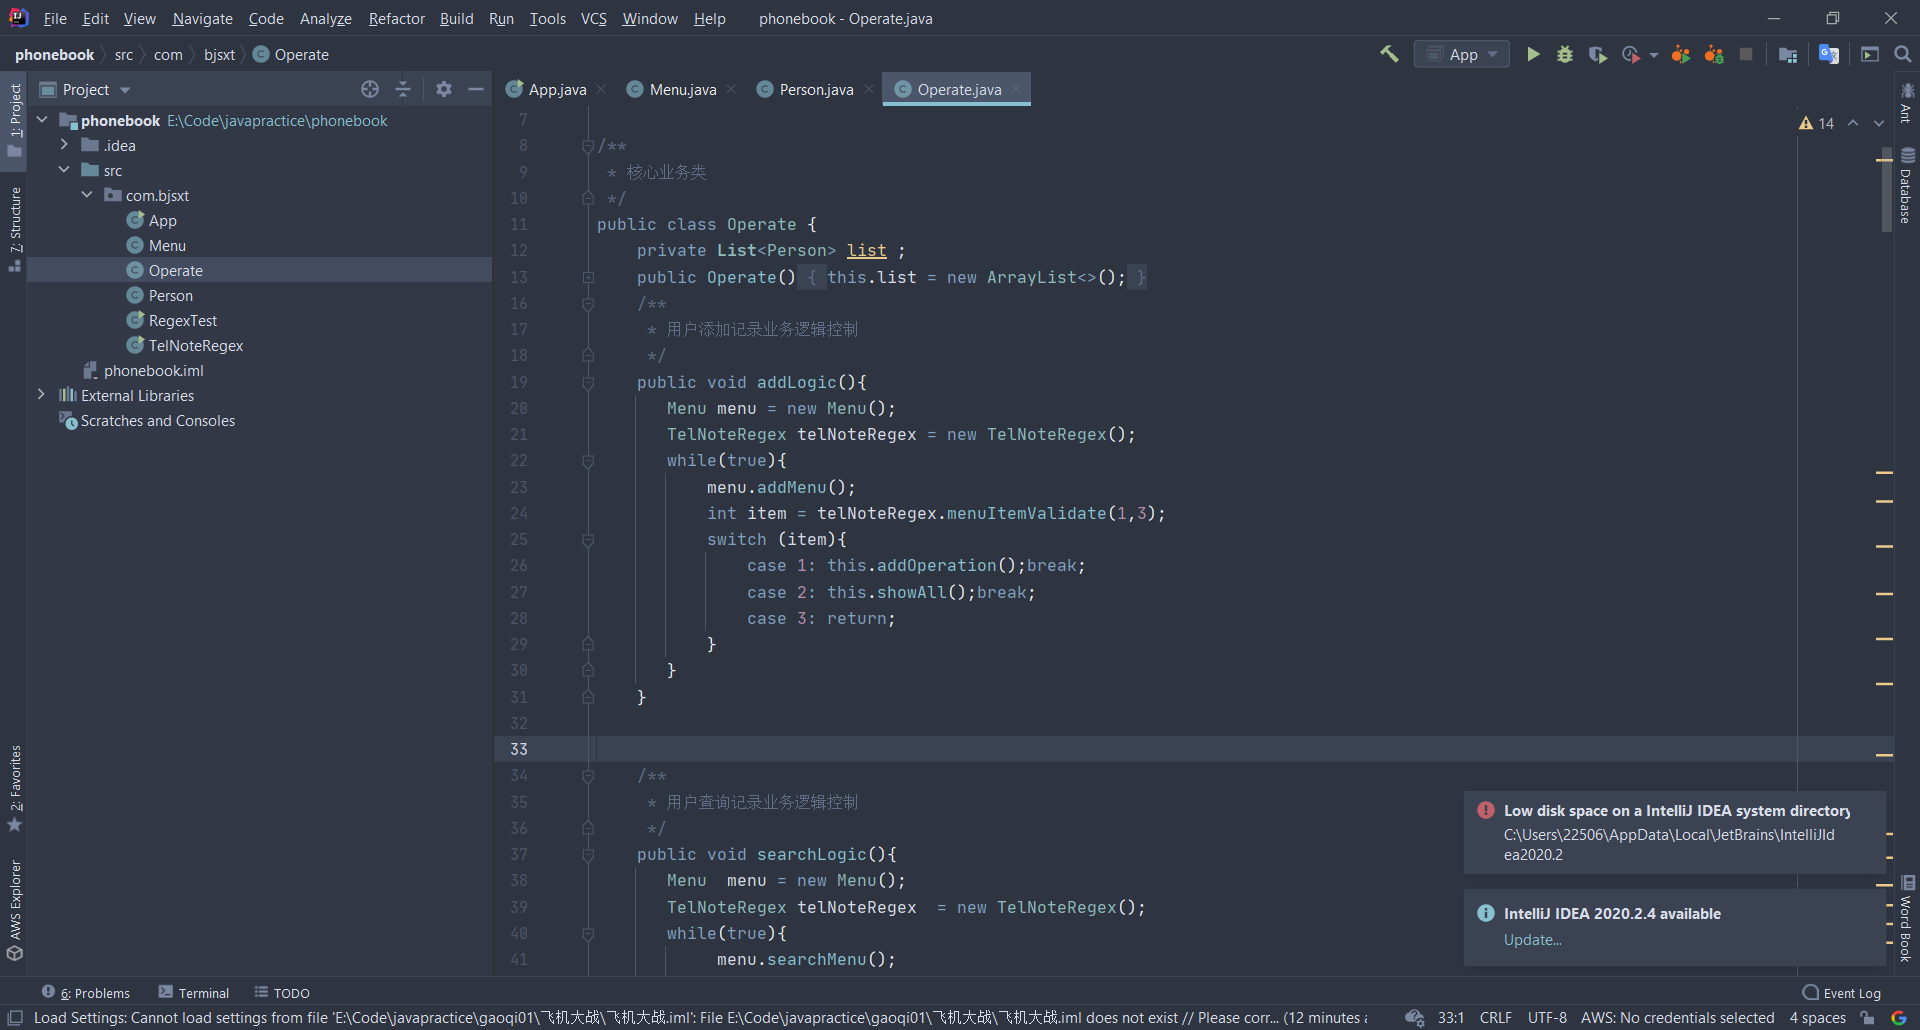 File Edit View Navigate Code Analyze Refactor Build Run Tools VCS Window Help phonebook - Operate.java
phonebook src com bjsxt Operate
App
1: Project
7: Structure
2: Favorites
AWS Explorer
Project
phonebook E:\Code\javapractice\phonebook
.idea
src
com.bjsxt
App
Menu
Operate
Person
RegexTest
TelNoteRegex
phonebook.iml
External Libraries
Scratches and Consoles
App.java Menu.java Person.java Operate.java
14
7
8 /**
9 * 核心业务类
10 */
11 public class Operate {
12 private List<Person> list ;
13 public Operate() { this.list = new ArrayList<>(); }
16 /**
17 * 用户添加记录业务逻辑控制
18 */
19 public void addLogic(){
20 Menu menu = new Menu();
21 TelNoteRegex telNoteRegex = new TelNoteRegex();
22 while(true){
23 menu.addMenu();
24 int item = telNoteRegex.menuItemValidate(1,3);
25 switch (item){
26 case 1: this.addOperation();break;
27 case 2: this.showAll();break;
28 case 3: return;
29 }
30 }
31 }
32
33
34 /**
35 * 用户查询记录业务逻辑控制
36 */
37 public void searchLogic(){
38 Menu  menu = new Menu();
39 TelNoteRegex telNoteRegex  = new TelNoteRegex();
40 while(true){
41 menu.searchMenu();
Ant
Database
Word Book
Low disk space on a IntelliJ IDEA system directory
C:\Users\22506\AppData\Local\JetBrains\IntelliJId
ea2020.2
IntelliJ IDEA 2020.2.4 available
Update...
6: Problems Terminal TODO Event Log
Load Settings: Cannot load settings from file 'E:\Code\javapractice\gaoqi01\飞机大战\飞机大战.iml': File E:\Code\javapractice\gaoqi01\飞机大战\飞机大战.iml does not exist // Please corr... (12 minutes a 33:1 CRLF UTF-8 AWS: No credentials selected 4 spaces